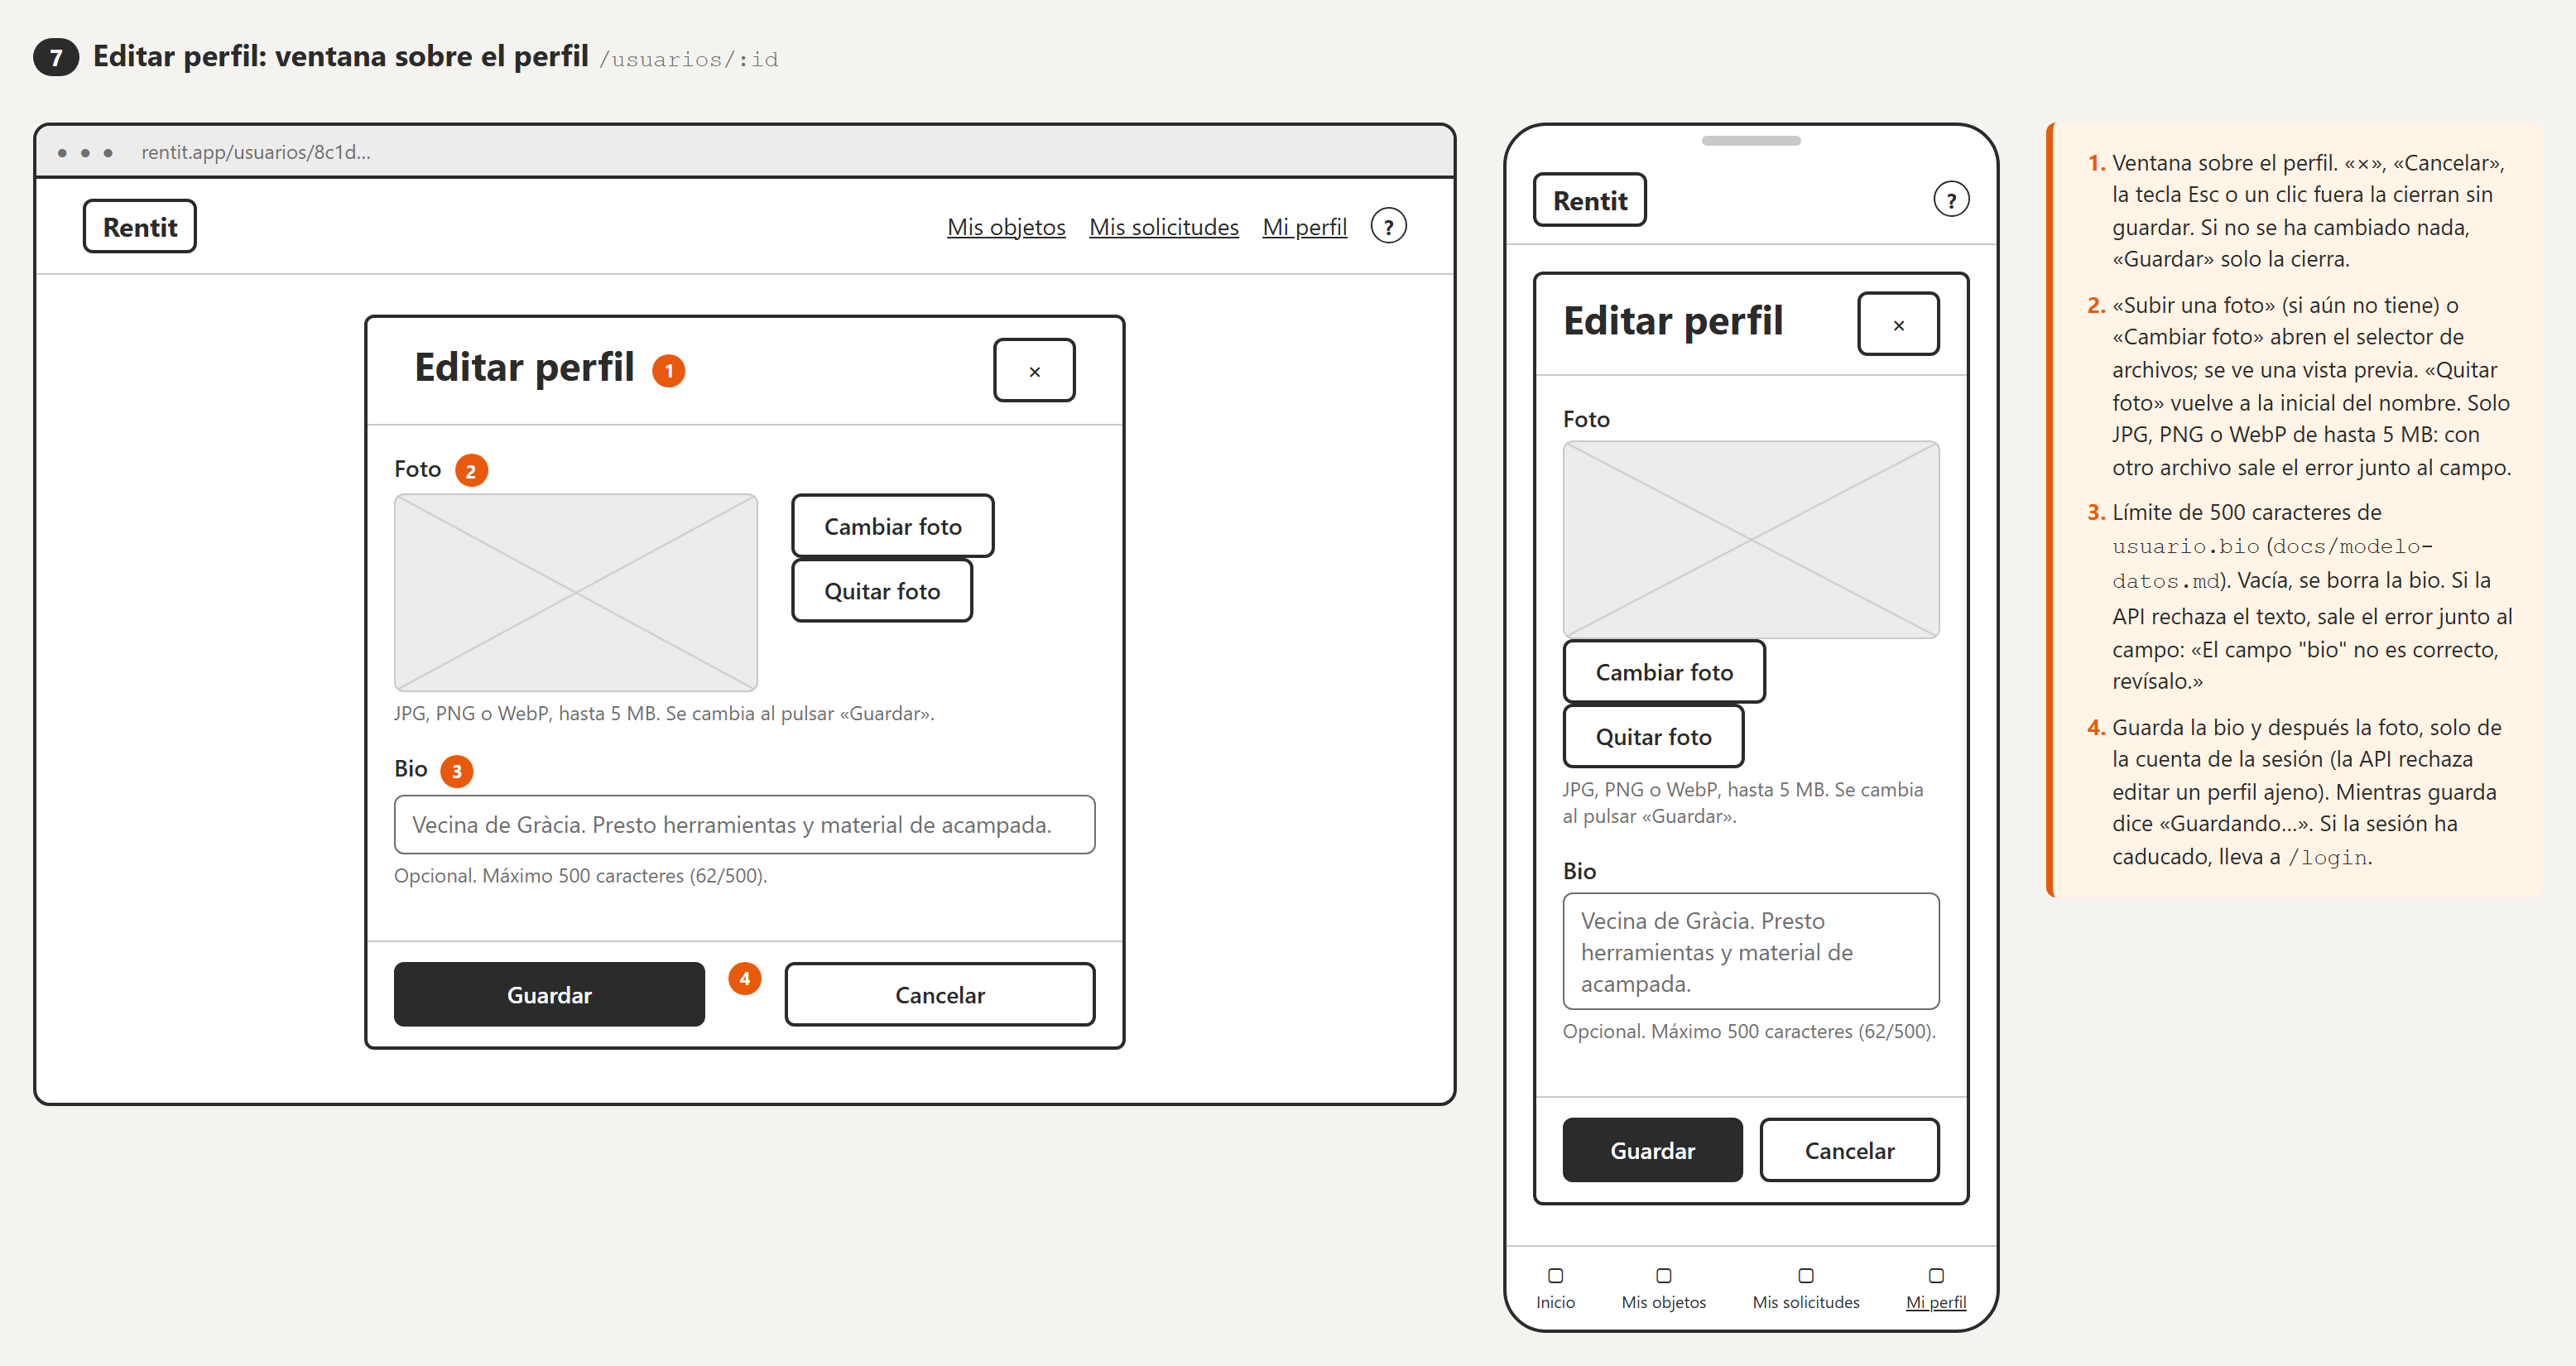 7 Editar perfil: ventana sobre el perfil /usuarios/:id
rentit.app/usuarios/8c1d...
Rentit
Mis objetos Mis solicitudes Mi perfil ?
Editar perfil 1 ×
Foto 2
Cambiar foto
Quitar foto
JPG, PNG o WebP, hasta 5 MB. Se cambia al pulsar «Guardar».
Bio 3
Vecina de Gràcia. Presto herramientas y material de acampada.
Opcional. Máximo 500 caracteres (62/500).
Guardar 4 Cancelar
Rentit ?
Editar perfil ×
Foto
Cambiar foto
Quitar foto
JPG, PNG o WebP, hasta 5 MB. Se cambia
al pulsar «Guardar».
Bio
Vecina de Gràcia. Presto
herramientas y material de
acampada.
Opcional. Máximo 500 caracteres (62/500).
Guardar Cancelar
Inicio Mis objetos Mis solicitudes Mi perfil
1. Ventana sobre el perfil. «×», «Cancelar»,
la tecla Esc o un clic fuera la cierran sin
guardar. Si no se ha cambiado nada,
«Guardar» solo la cierra.
2. «Subir una foto» (si aún no tiene) o
«Cambiar foto» abren el selector de
archivos; se ve una vista previa. «Quitar
foto» vuelve a la inicial del nombre. Solo
JPG, PNG o WebP de hasta 5 MB: con
otro archivo sale el error junto al campo.
3. Límite de 500 caracteres de
usuario.bio (docs/modelo-
datos.md). Vacía, se borra la bio. Si la
API rechaza el texto, sale el error junto al
campo: «El campo "bio" no es correcto,
revísalo.»
4. Guarda la bio y después la foto, solo de
la cuenta de la sesión (la API rechaza
editar un perfil ajeno). Mientras guarda
dice «Guardando...». Si la sesión ha
caducado, lleva a /login.